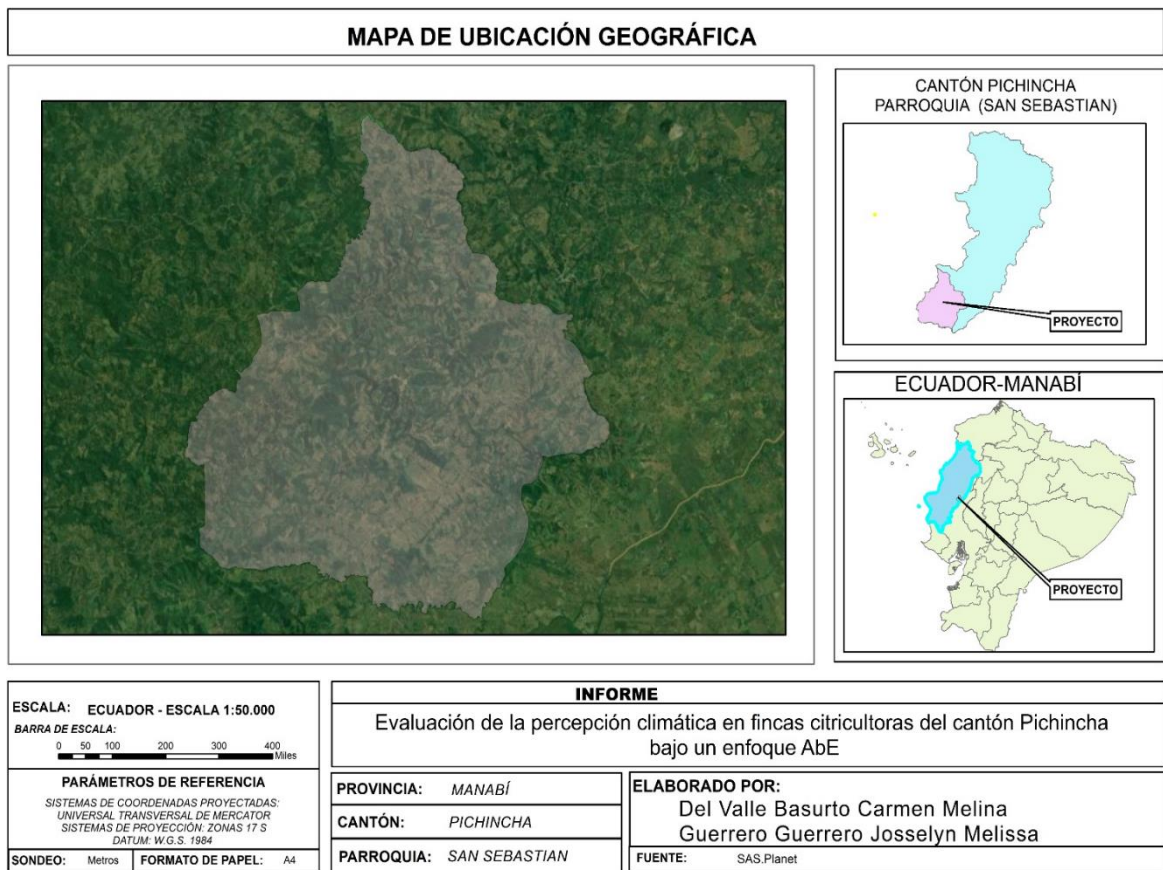 MAPA DE UBICACIÓN GEOGRÁFICA
CANTÓN PICHINCHA
PARROQUIA (SAN SEBASTIAN)
PROYECTO
ECUADOR-MANABÍ
PROYECTO
ESCALA: ECUADOR - ESCALA 1:50.000
BARRA DE ESCALA:
0 50 100 200 300 400
Miles
PARÁMETROS DE REFERENCIA
SISTEMAS DE COORDENADAS PROYECTADAS:
UNIVERSAL TRANSVERSAL DE MERCATOR
SISTEMAS DE PROYECCIÓN: ZONAS 17 S
DATUM: W.G.S. 1984
SONDEO: Metros FORMATO DE PAPEL: A4
INFORME
Evaluación de la percepción climática en fincas citricultoras del cantón Pichincha
bajo un enfoque AbE
PROVINCIA: MANABÍ
CANTÓN: PICHINCHA
PARROQUIA: SAN SEBASTIAN
ELABORADO POR:
Del Valle Basurto Carmen Melina
Guerrero Guerrero Josselyn Melissa
FUENTE: SAS.Planet